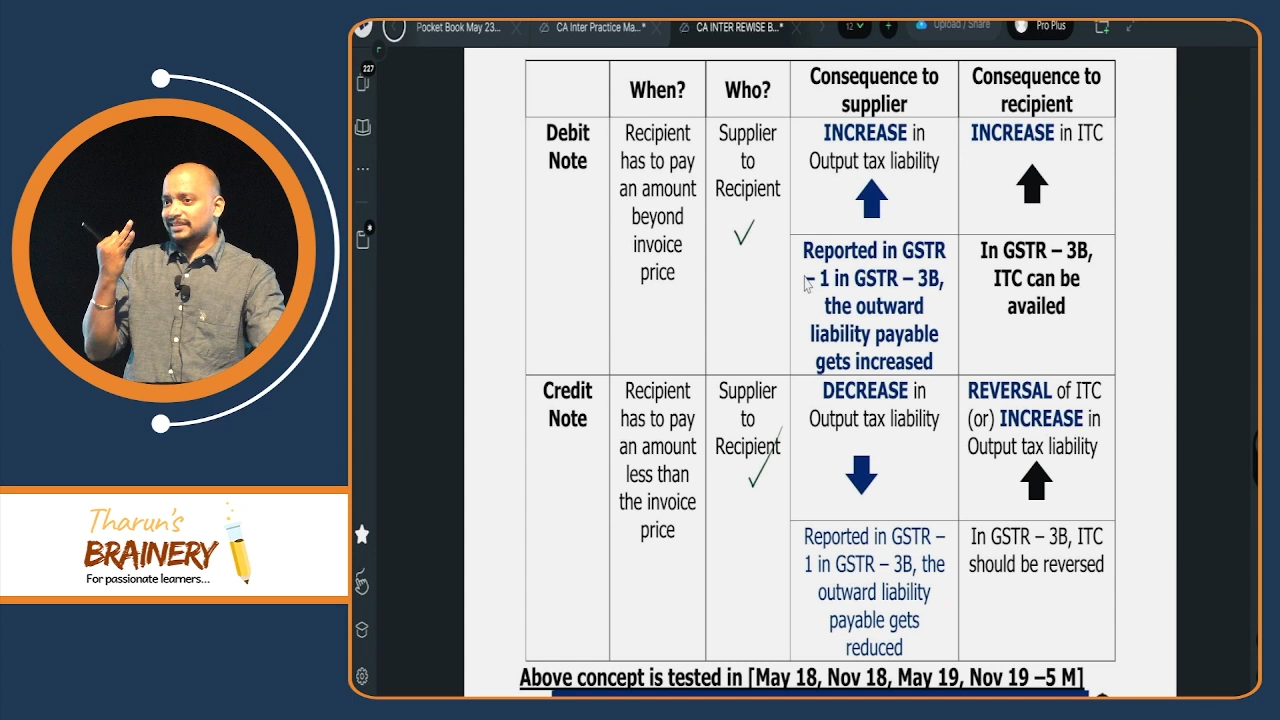 Pocket Book May 23...
CA Inter Practice Ma...*
CA INTER REWISE B...*
12
Upload / Share
Pro Plus
227
When?
Who?
Consequence to
supplier
Consequence to
recipient
Debit
Note
Recipient
has to pay
an amount
beyond
invoice
price
Supplier
to
Recipient
INCREASE in
Output tax liability
INCREASE in ITC
Reported in GSTR
– 1 in GSTR – 3B,
the outward
liability payable
gets increased
In GSTR – 3B,
ITC can be
availed
Credit
Note
Recipient
has to pay
an amount
less than
the invoice
price
Supplier
to
Recipient
DECREASE in
Output tax liability
REVERSAL of ITC
(or) INCREASE in
Output tax liability
Reported in GSTR –
1 in GSTR – 3B, the
outward liability
payable gets
reduced
In GSTR – 3B, ITC
should be reversed
Above concept is tested in [May 18, Nov 18, May 19, Nov 19 –5 M]
Tharun's
BRAINERY
For passionate learners...